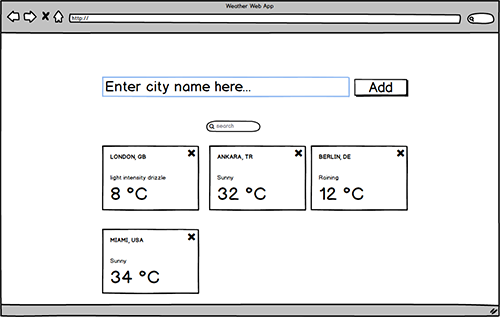 Weather Web App
http://
Enter city name here...
Add
search
LONDON, GB
light intensity drizzle
8 °C
ANKARA, TR
Sunny
32 °C
BERLIN, DE
Raining
12 °C
MIAMI, USA
Sunny
34 °C